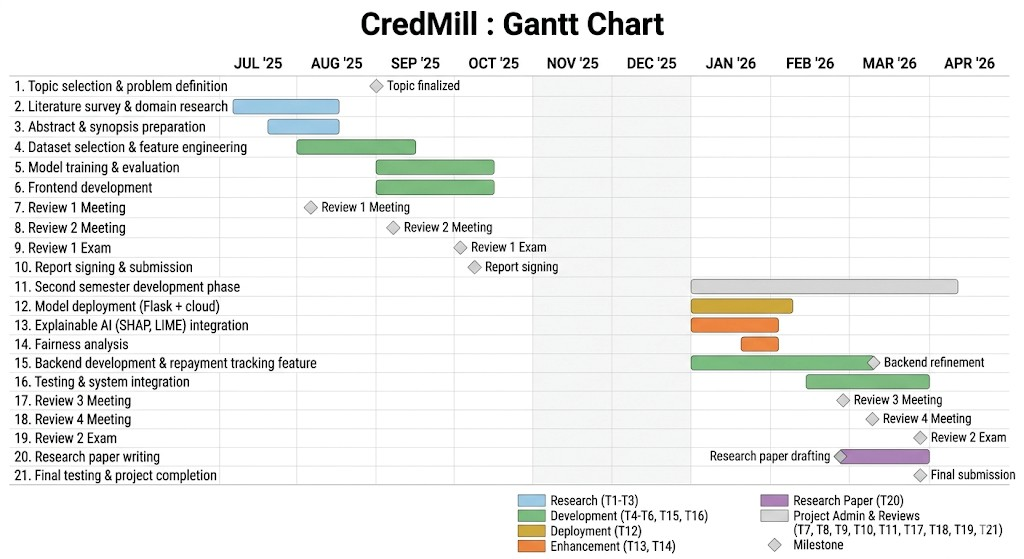 CredMill : Gantt Chart
JUL '25 AUG '25 SEP '25 OCT '25 NOV '25 DEC '25 JAN '26 FEB '26 MAR '26 APR '26
1. Topic selection & problem definition Topic finalized
2. Literature survey & domain research
3. Abstract & synopsis preparation
4. Dataset selection & feature engineering
5. Model training & evaluation
6. Frontend development
7. Review 1 Meeting Review 1 Meeting
8. Review 2 Meeting Review 2 Meeting
9. Review 1 Exam Review 1 Exam
10. Report signing & submission Report signing
11. Second semester development phase
12. Model deployment (Flask + cloud)
13. Explainable AI (SHAP, LIME) integration
14. Fairness analysis
15. Backend development & repayment tracking feature Backend refinement
16. Testing & system integration
17. Review 3 Meeting Review 3 Meeting
18. Review 4 Meeting Review 4 Meeting
19. Review 2 Exam Review 2 Exam
20. Research paper writing Research paper drafting
21. Final testing & project completion Final submission
Research (T1-T3)
Development (T4-T6, T15, T16)
Deployment (T12)
Enhancement (T13, T14)
Research Paper (T20)
Project Admin & Reviews
(T7, T8, T9, T10, T11, T17, T18, T19, T21)
Milestone